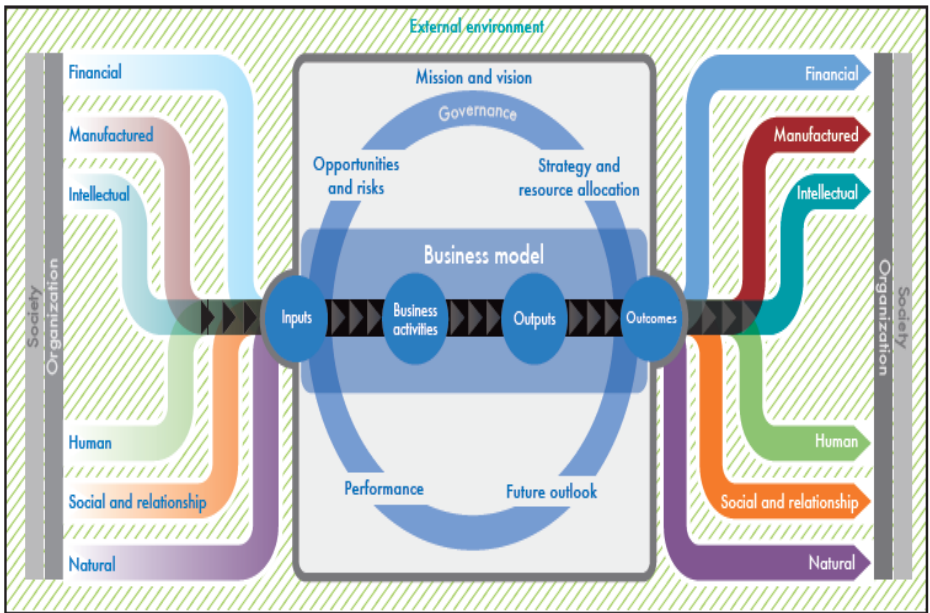 External environment
Society
Organization
Financial
Manufactured
Intellectual
Human
Social and relationship
Natural
Mission and vision
Governance
Opportunities
and risks
Strategy and
resource allocation
Business model
Inputs
Business
activities
Outputs
Outcomes
Performance
Future outlook
Financial
Manufactured
Intellectual
Human
Social and relationship
Natural
Organization
Society